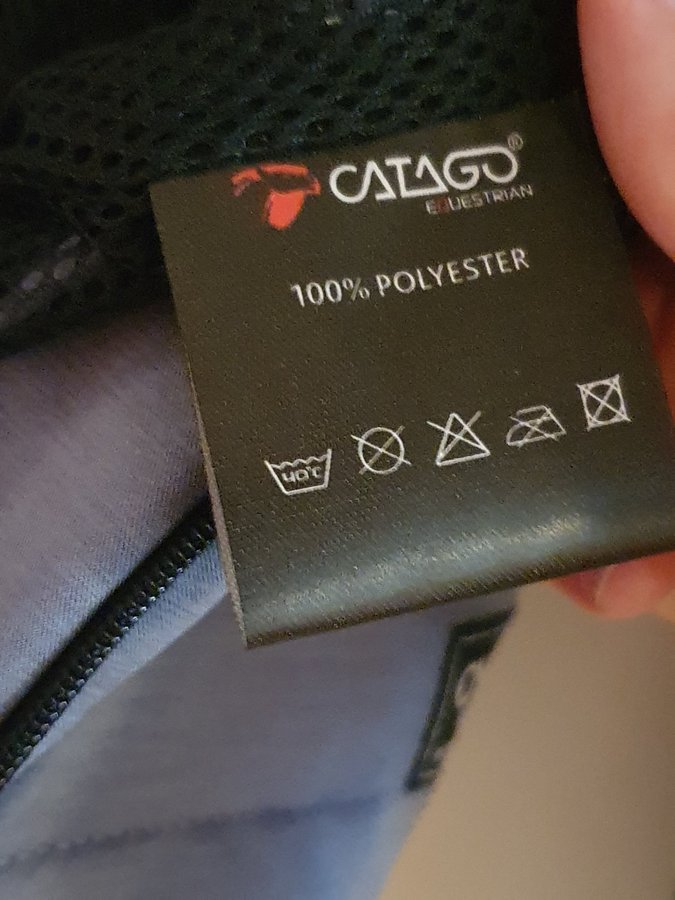 CATAGO®
EQUESTRIAN
100% POLYESTER
40°C